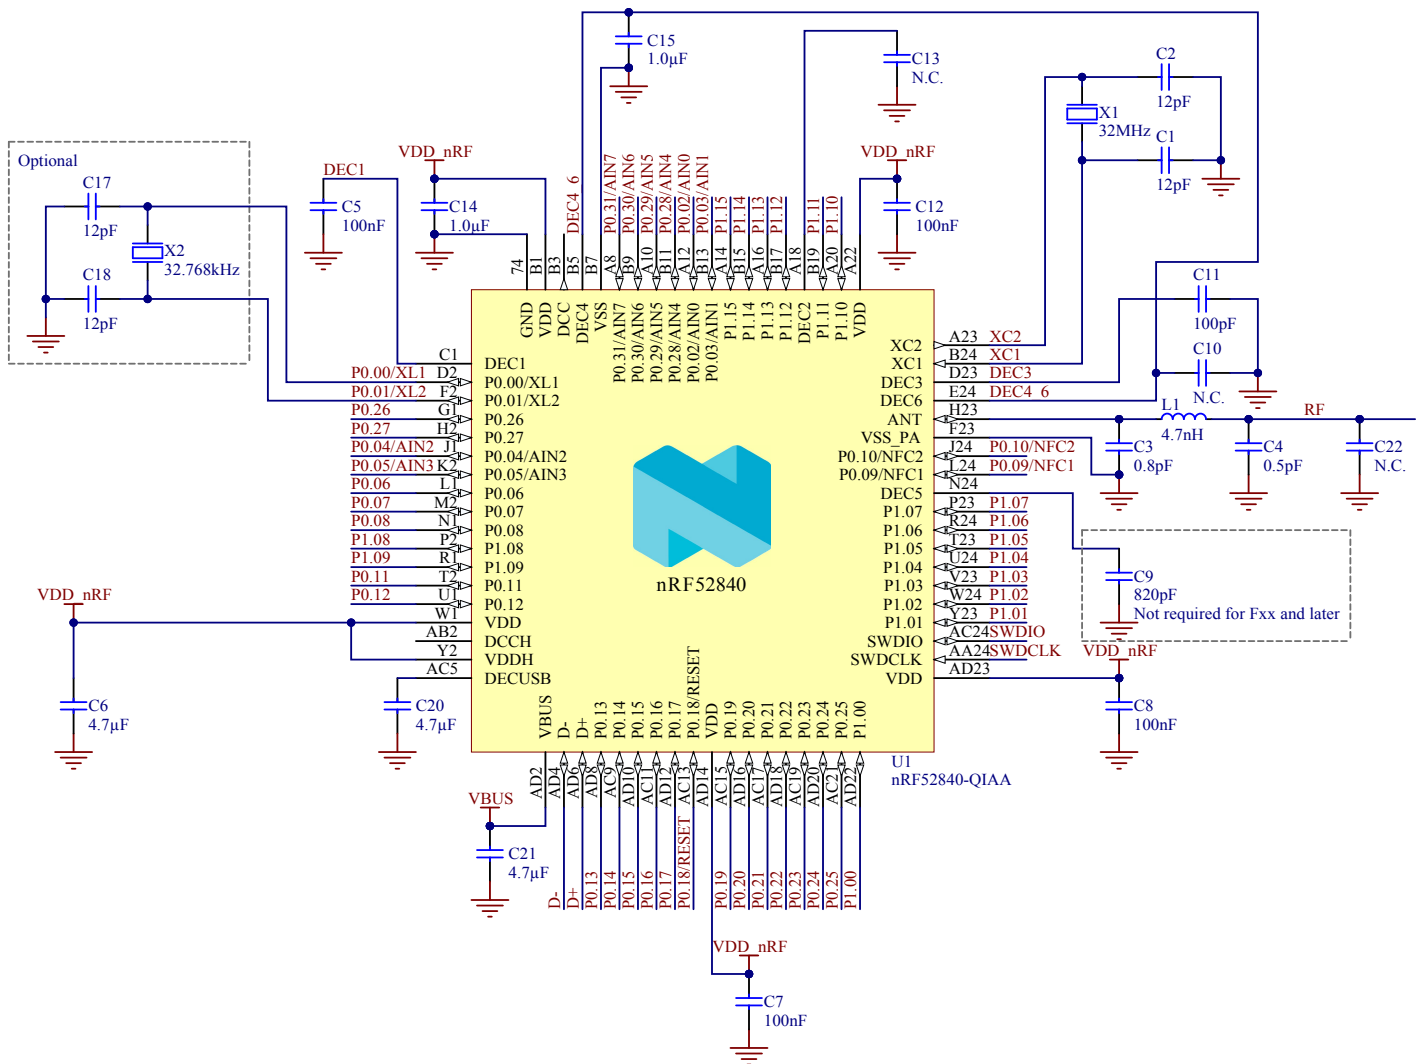 C15
1.0µF
C13
N.C.
C2
12pF
X1
32MHz
C1
12pF
Optional
C17
12pF
X2
32.768kHz
C18
12pF
DEC1
C5
100nF
VDD_nRF
C14
1.0µF
DEC4_6
P0.31/AIN7
P0.30/AIN6
P0.29/AIN5
P0.28/AIN4
P0.02/AIN0
P0.03/AIN1
P1.15
P1.14
P1.13
P1.12
P1.11
P1.10
VDD_nRF
C12
100nF
74
B1
B3
B5
B7
A8
B9
A10
B11
A12
B13
A14
B15
A16
B17
A18
B19
A20
A22
GND
VDD
DCC
DEC4
VSS
P0.31/AIN7
P0.30/AIN6
P0.29/AIN5
P0.28/AIN4
P0.02/AIN0
P0.03/AIN1
P1.15
P1.14
P1.13
P1.12
DEC2
P1.11
P1.10
VDD
C11
100pF
C10
N.C.
C1 DEC1
P0.00/XL1 D2 P0.00/XL1
P0.01/XL2 F2 P0.01/XL2
P0.26 G1 P0.26
P0.27 H2 P0.27
P0.04/AIN2 J1 P0.04/AIN2
P0.05/AIN3 K2 P0.05/AIN3
P0.06 L1 P0.06
P0.07 M2 P0.07
P0.08 N1 P0.08
P1.08 P2 P1.08
P1.09 R1 P1.09
P0.11 T2 P0.11
P0.12 U1 P0.12
W1 VDD
AB2 DCCH
Y2 VDDH
AC5 DECUSB
nRF52840
XC2 A23 XC2
XC1 B24 XC1
DEC3 D23 DEC3
DEC6 E24 DEC4_6
ANT H23
VSS_PA F23
P0.10/NFC2 J24 P0.10/NFC2
P0.09/NFC1 L24 P0.09/NFC1
DEC5 N24
P1.07 P23 P1.07
P1.06 R24 P1.06
P1.05 T23 P1.05
P1.04 U24 P1.04
P1.03 V23 P1.03
P1.02 W24 P1.02
P1.01 Y23 P1.01
SWDIO AC24 SWDIO
SWDCLK AA24 SWDCLK
VDD AD23
L1
4.7nH
RF
C3
0.8pF
C4
0.5pF
C22
N.C.
C9
820pF
Not required for Fxx and later
VDD_nRF
C8
100nF
VDD_nRF
C6
4.7µF
C20
4.7µF
VBUS
D-
D+
P0.13
P0.14
P0.15
P0.16
P0.17
P0.18/RESET
VDD
P0.19
P0.20
P0.21
P0.22
P0.23
P0.24
P0.25
P1.00
U1
nRF52840-QIAA
AD2
AD4
AD6
AD8
AC9
AD10
AC11
AD12
AC13
AD14
AC15
AD16
AC17
AD18
AC19
AD20
AC21
AD22
VBUS
C21
4.7µF
D-
D+
P0.13
P0.14
P0.15
P0.16
P0.17
P0.18/RESET
P0.19
P0.20
P0.21
P0.22
P0.23
P0.24
P0.25
P1.00
VDD_nRF
C7
100nF